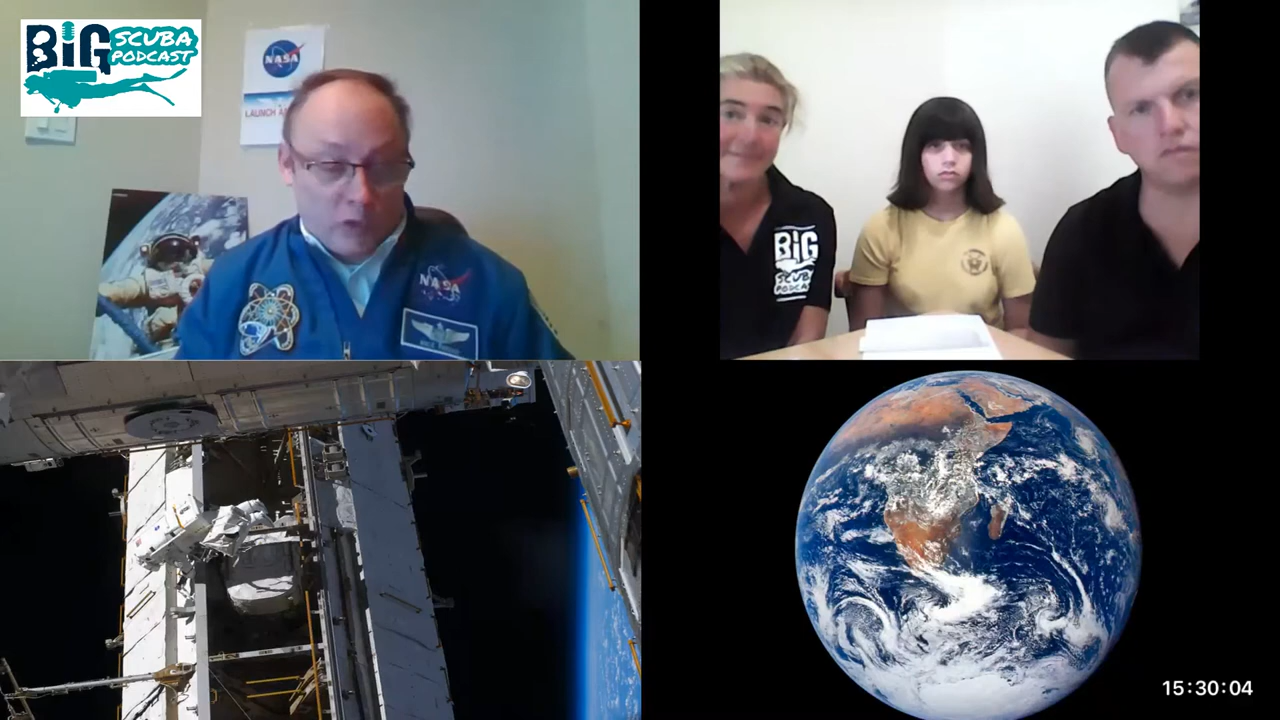 BiG
SCUBA
PODCAST
NASA
LAUNCH
NASA
BiG
SCUBA
PODCAST
15:30:04